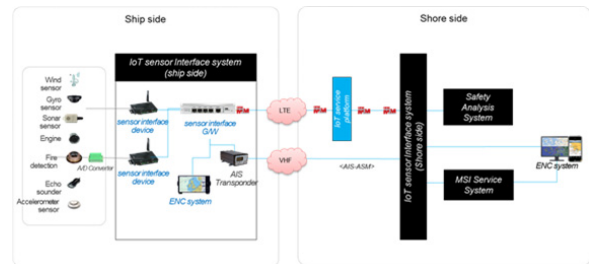 Ship side
Shore side
IoT sensor Interface system
(ship side)
Wind
sensor
Gyro
sensor
Sonar
sensor
Engine
Fire
detection
A/D Converter
Echo
sounder
Accelerometer
sensor
sensor interface
device
sensor interface
device
sensor interface
G/W
ENC system
AIS
Transponder
LTE
VHF
IoT service
platform
<AIS-ASM>
IoT sensor Interface system
(Shore side)
Safety
Analysis
System
MSI Service
System
ENC system